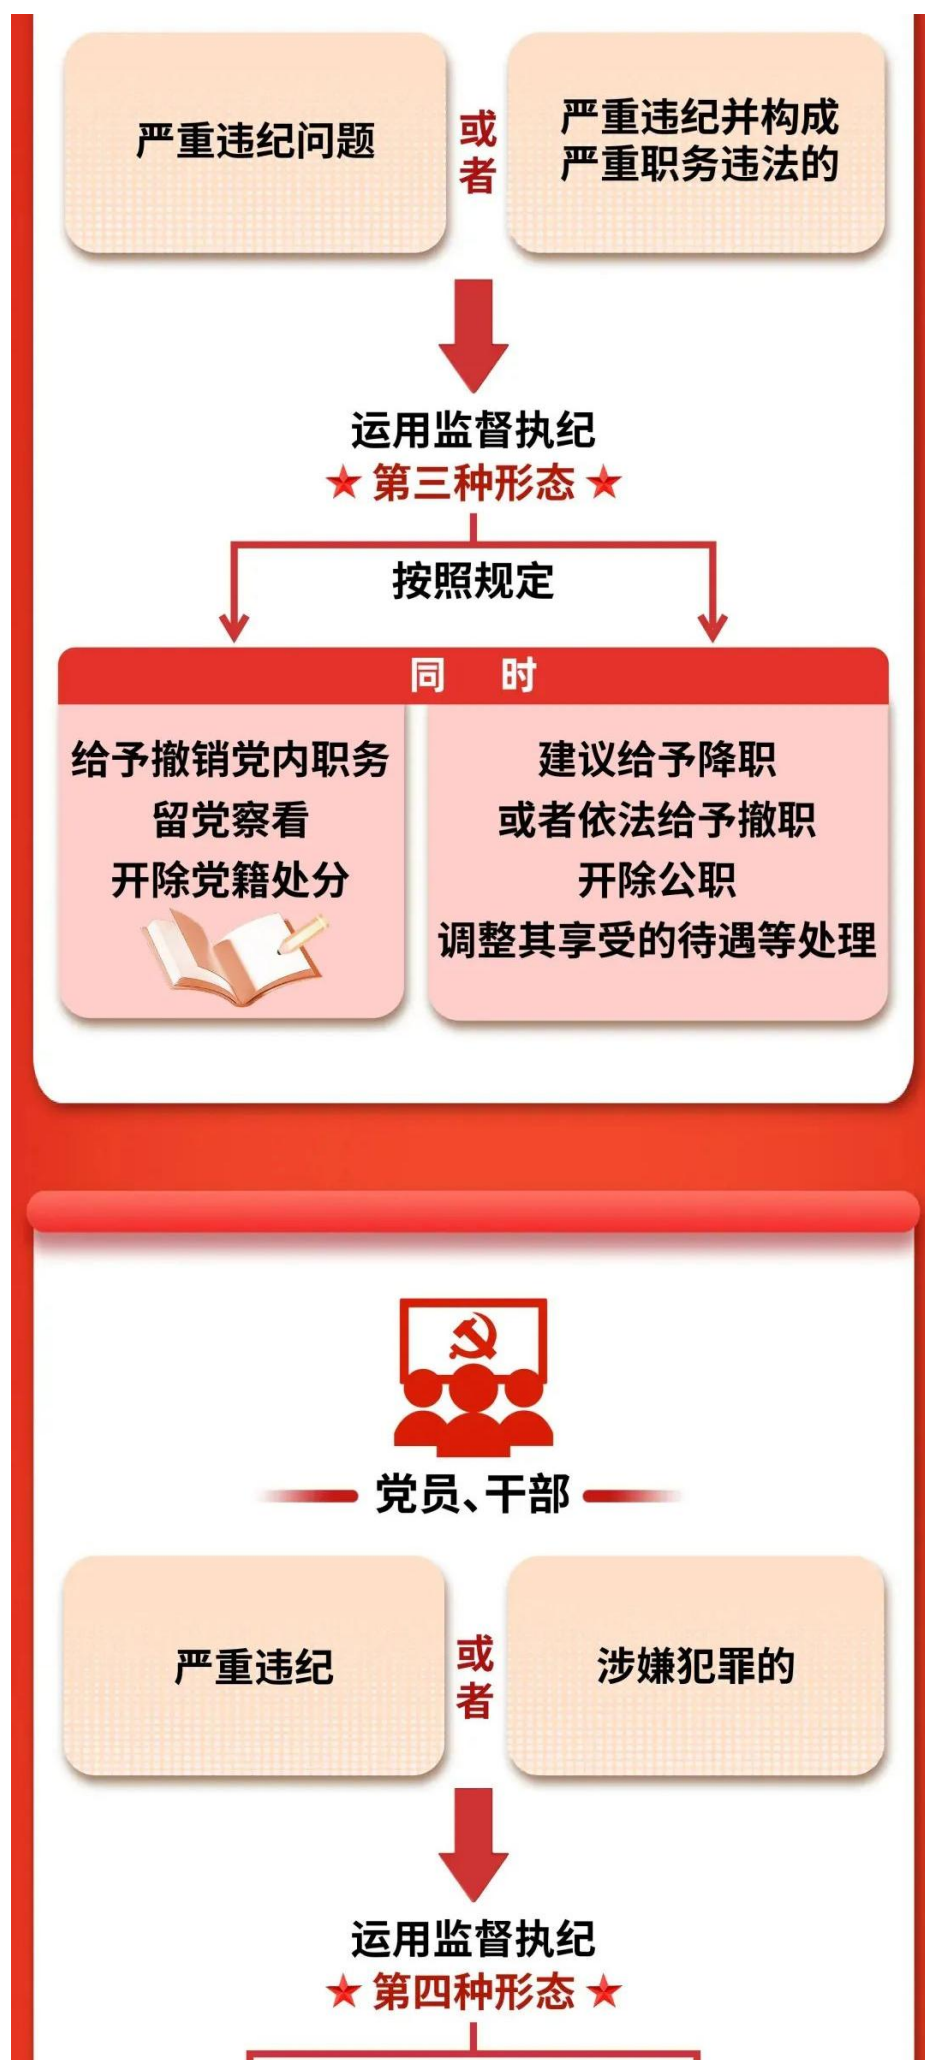 严重违纪问题
或者
严重违纪并构成
严重职务违法的
运用监督执纪
第三种形态
按照规定
同 时
给予撤销党内职务
留党察看
开除党籍处分
建议给予降职
或者依法给予撤职
开除公职
调整其享受的待遇等处理
党员、干部
严重违纪
或者
涉嫌犯罪的
运用监督执纪
第四种形态